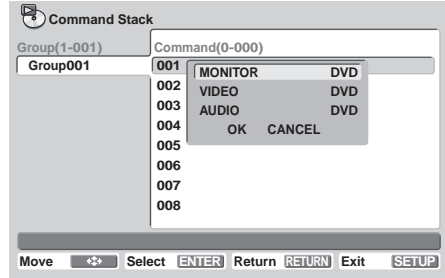 Command Stack
Group(1-001) Command(0-000)
Group001 001
MONITOR DVD
002
VIDEO DVD
003
AUDIO DVD
004
OK CANCEL
005
006
007
008
Move Select ENTER Return RETURN Exit SETUP